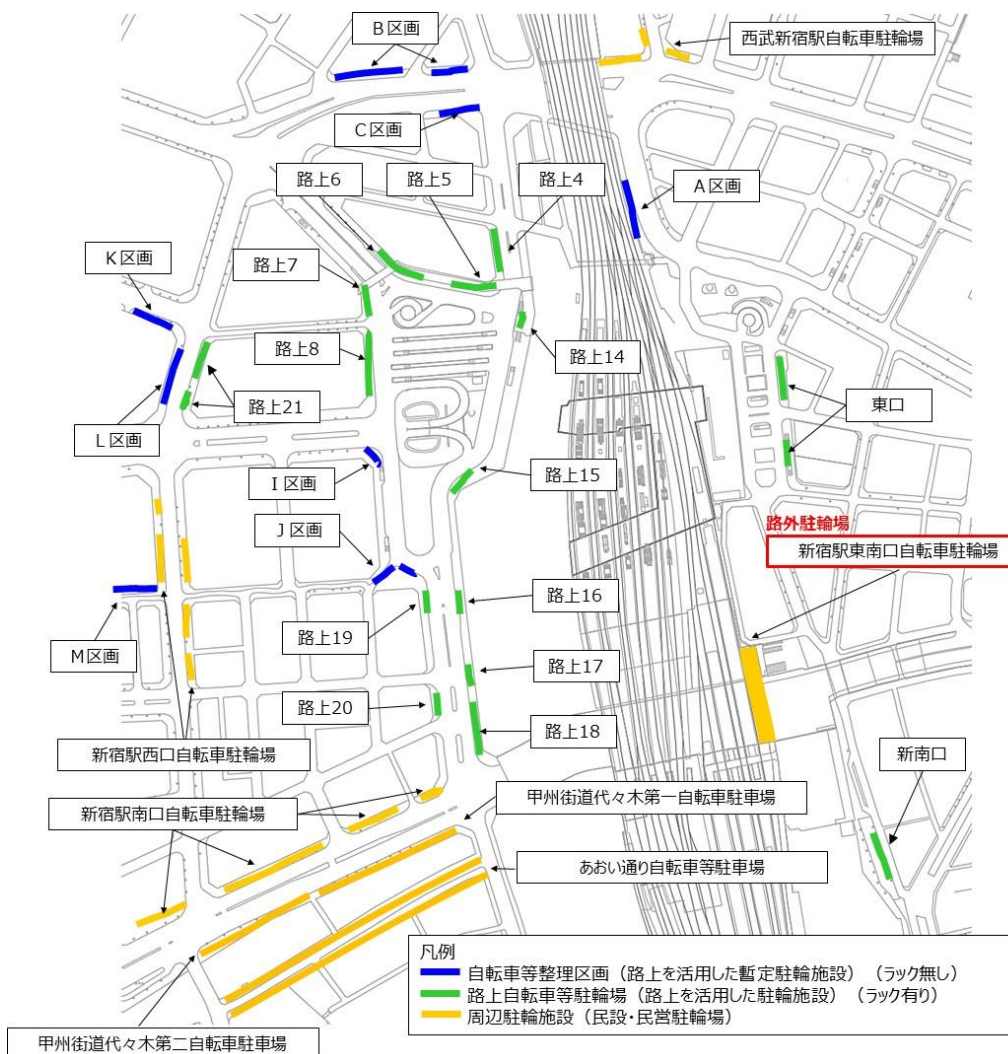 B区画
西武新宿駅自転車駐輪場
C区画
路上6
路上5
路上4
A区画
K区画
路上7
路上8
路上14
路上21
東口
L区画
I区画
路上15
路外駐輪場
新宿駅東南口自転車駐輪場
J区画
路上16
路上19
M区画
路上17
路上20
路上18
新宿駅西口自転車駐輪場
新南口
新宿駅南口自転車駐輪場
甲州街道代々木第一自転車駐車場
あおい通り自転車等駐車場
凡例
自転車等整理区画（路上を活用した暫定駐輪施設）（ラック無し）
路上自転車等駐輪場（路上を活用した駐輪施設）（ラック有り）
周辺駐輪施設（民設・民営駐輪場）
甲州街道代々木第二自転車駐車場